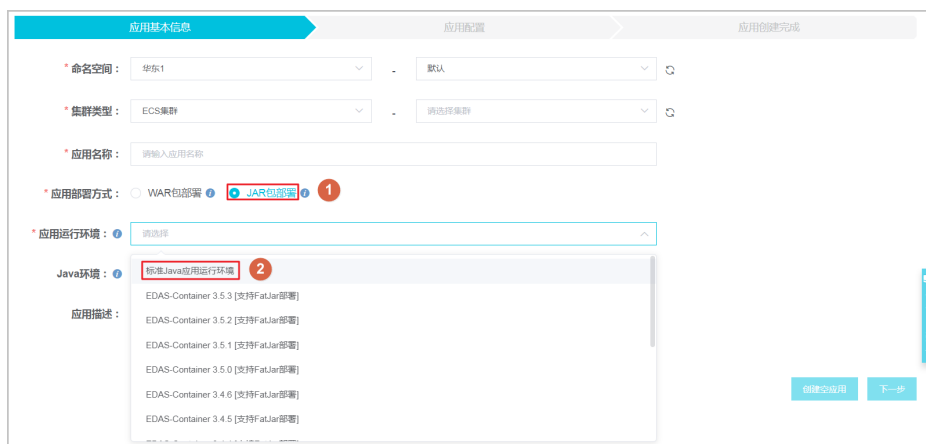 应用基本信息 应用配置 应用创建完成
* 命名空间： 华东1 - 默认
* 集群类型： ECS集群 - 请选择集群
* 应用名称： 请输入应用名称
* 应用部署方式： WAR包部署 JAR包部署 1
* 应用运行环境： 请选择
Java环境： 标准Java应用运行环境 2
EDAS-Container 3.5.3 [支持FatJar部署]
应用描述： EDAS-Container 3.5.2 [支持FatJar部署]
EDAS-Container 3.5.1 [支持FatJar部署]
EDAS-Container 3.5.0 [支持FatJar部署]
EDAS-Container 3.4.6 [支持FatJar部署]
创建空应用 下一步
EDAS-Container 3.4.5 [支持FatJar部署]